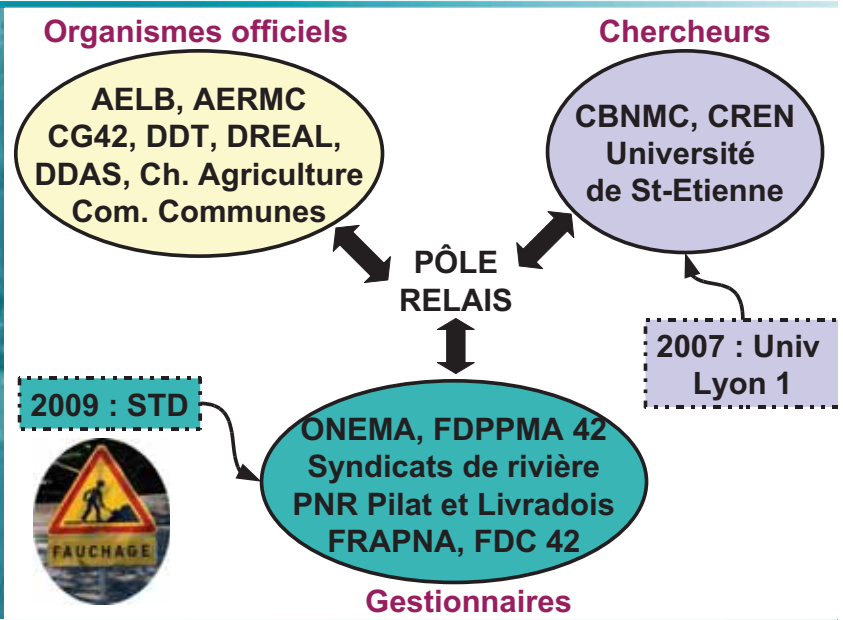 Organismes officiels
Chercheurs
AELB, AERMC
CG42, DDT, DREAL,
DDAS, Ch. Agriculture
Com. Communes
CBNMC, CREN
Université
de St-Etienne
PÔLE
RELAIS
2007 : Univ
Lyon 1
2009 : STD
ONEMA, FDPPMA 42
Syndicats de rivière
PNR Pilat et Livradois
FRAPNA, FDC 42
FAUCHAGE
Gestionnaires